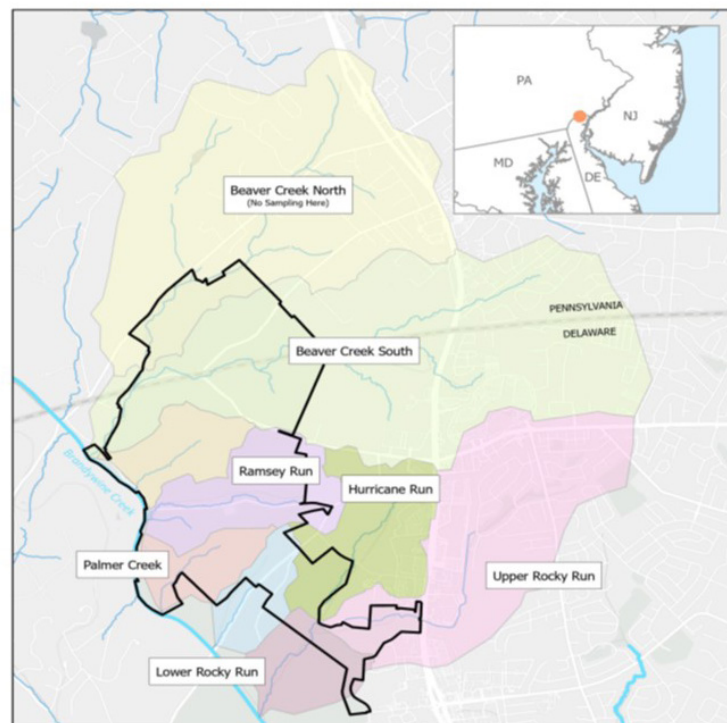 PA
NJ
MD
DE
Beaver Creek North
(No Sampling Here)
PENNSYLVANIA
DELAWARE
Beaver Creek South
Brandywine Creek
Ramsey Run
Hurricane Run
Palmer Creek
Upper Rocky Run
Lower Rocky Run